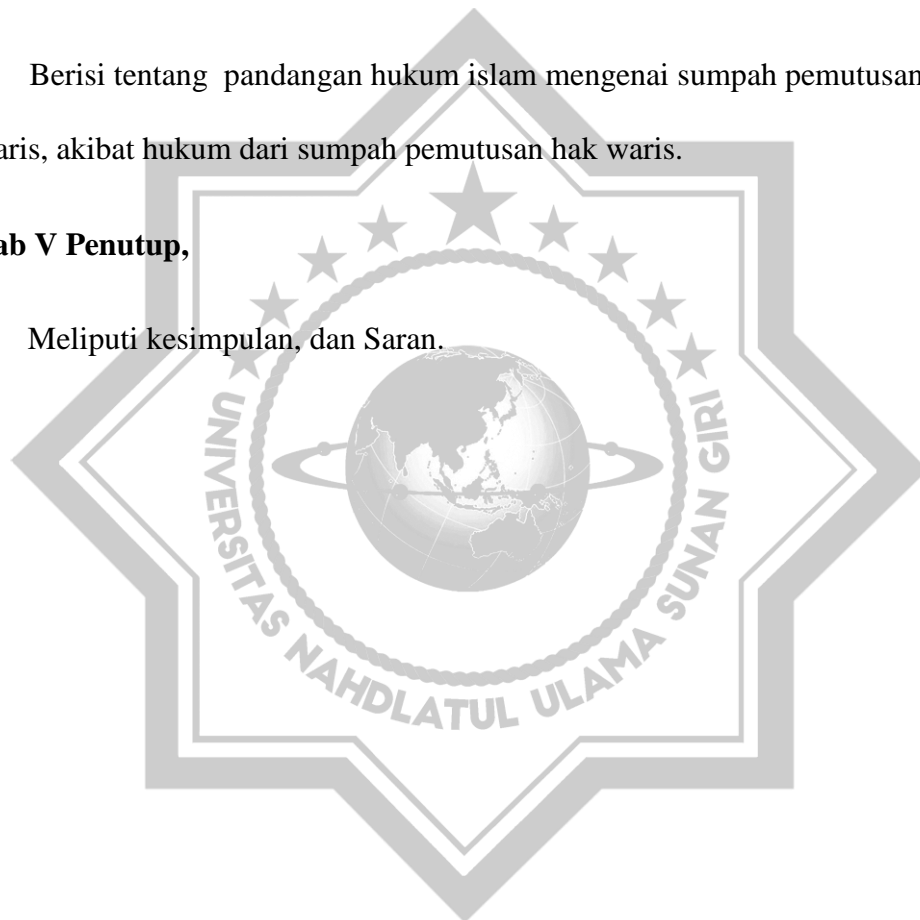 Berisi tentang pandangan hukum islam mengenai sumpah pemutusan
aris, akibat hukum dari sumpah pemutusan hak waris.
ab V Penutup,
Meliputi kesimpulan, dan Saran.
UNIVERSITAS NAHDLATUL ULAMA SUNAN GIRI